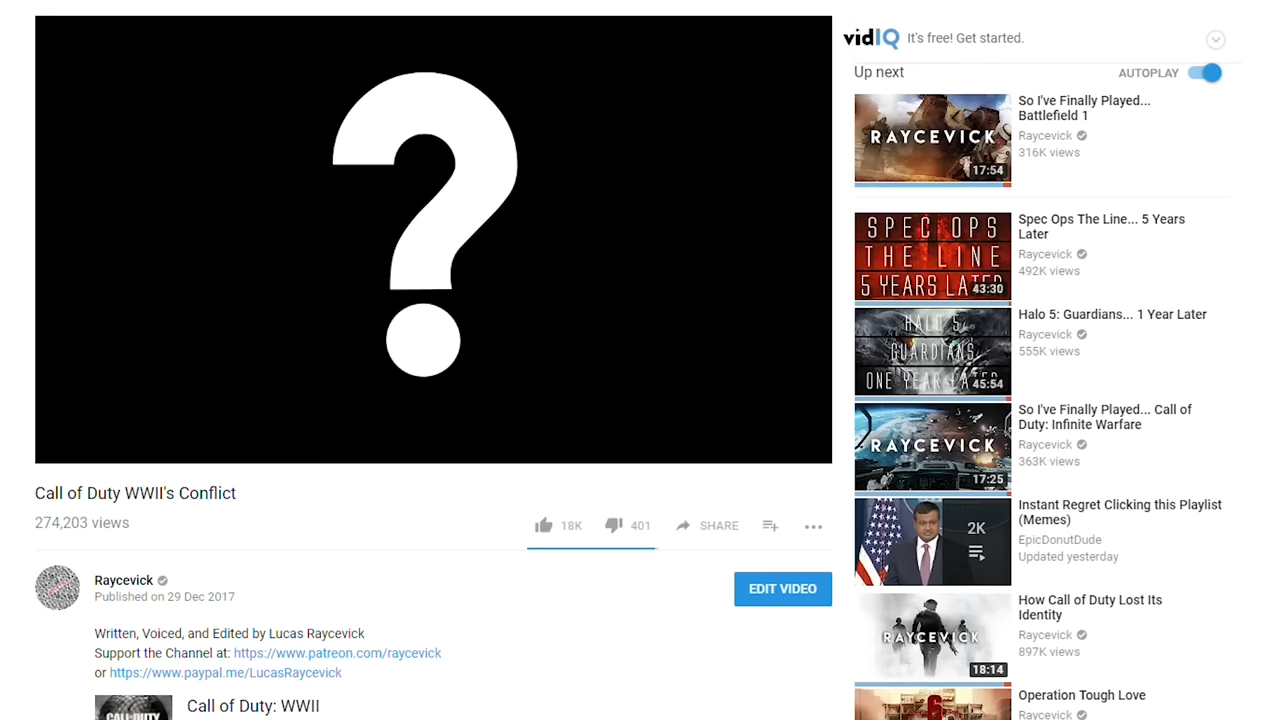 ?
Call of Duty WWII's Conflict
274,203 views
18K
401
SHARE
Raycevick
Published on 29 Dec 2017
EDIT VIDEO
Written, Voiced, and Edited by Lucas Raycevick
Support the Channel at: https://www.patreon.com/raycevick
or https://www.paypal.me/LucasRaycevick
CALL·DUTY
Call of Duty: WWII
vidIQ It's free! Get started.
Up next
AUTOPLAY
RAYCEVICK
17:54
So I've Finally Played...
Battlefield 1
Raycevick
316K views
SPEC OPS
THE LINE
5 YEARS LATER
43:30
Spec Ops The Line... 5 Years
Later
Raycevick
492K views
HALO 5
GUARDIANS
ONE YEAR LATER
45:54
Halo 5: Guardians... 1 Year Later
Raycevick
555K views
RAYCEVICK
17:25
So I've Finally Played... Call of
Duty: Infinite Warfare
Raycevick
363K views
2K
Instant Regret Clicking this Playlist
(Memes)
EpicDonutDude
Updated yesterday
RAYCEVICK
18:14
How Call of Duty Lost Its
Identity
Raycevick
897K views
6
Operation Tough Love
Raycevick